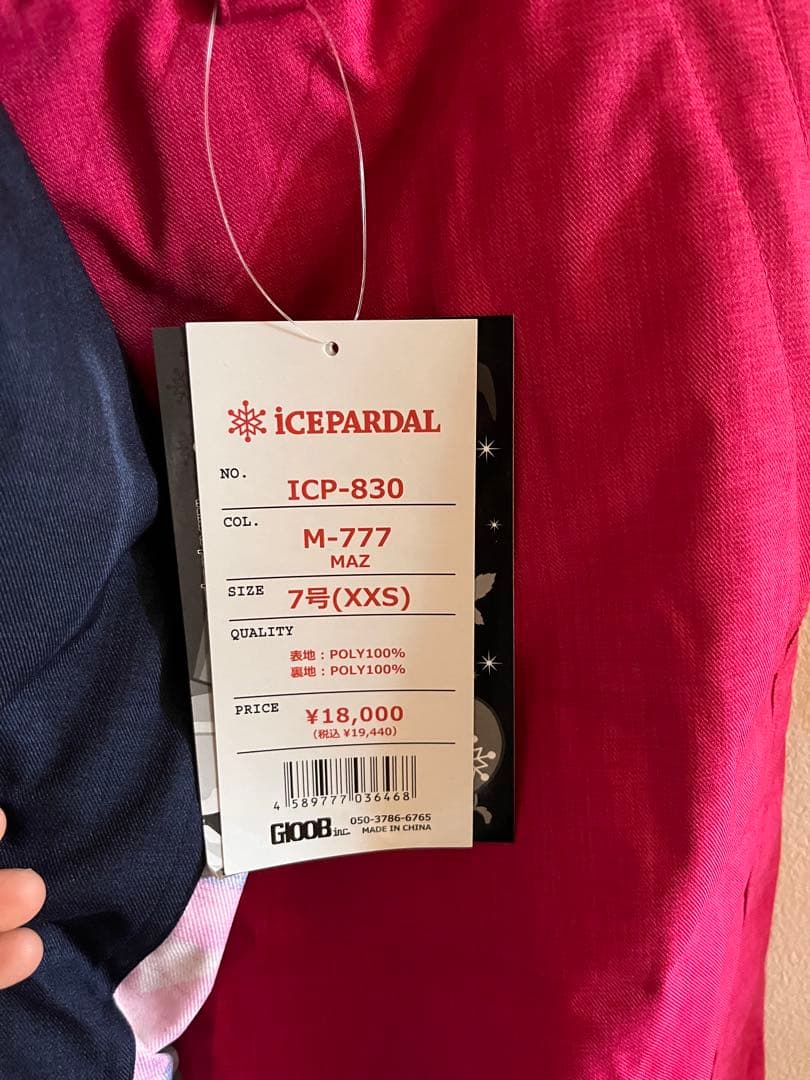 iCEPARDAL
NO.
ICP-830
COL.
M-777
MAZ
SIZE 7号(XXS)
QUALITY
表地：POLY100%
裏地：POLY100%
PRICE ¥18,000
(税込 ¥19,440)
4 589777 036468
GlOOB inc. 050-3786-6765
MADE IN CHINA